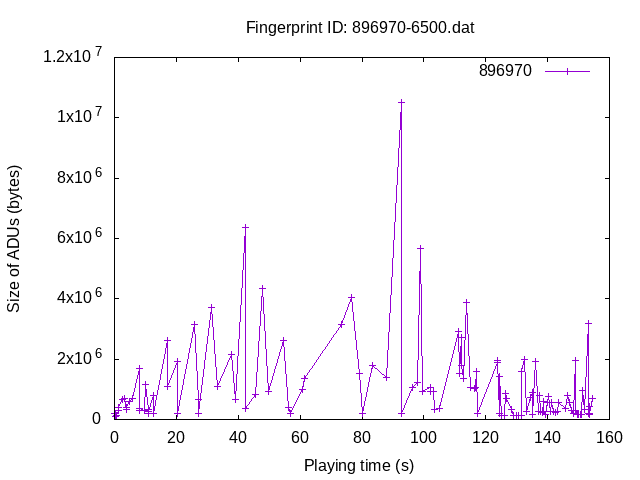 Fingerprint ID: 896970-6500.dat
896970
Size of ADUs (bytes)
1.2x10^7
1x10^7
8x10^6
6x10^6
4x10^6
2x10^6
0
0 20 40 60 80 100 120 140 160
Playing time (s)